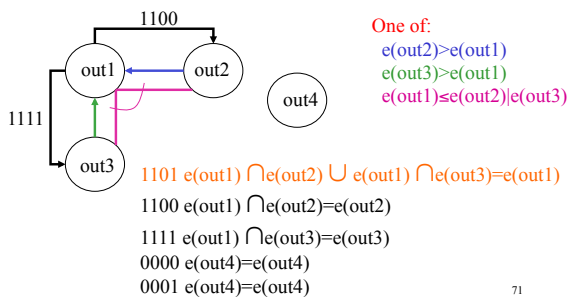 1100
One of:
out1
out2
e(out2)>e(out1)
e(out3)>e(out1)
out4
e(out1)≤e(out2)|e(out3)
1111
out3
1101 e(out1) ⋂e(out2) ⋃ e(out1) ⋂e(out3)=e(out1)
1100 e(out1) ⋂e(out2)=e(out2)
1111 e(out1) ⋂e(out3)=e(out3)
0000 e(out4)=e(out4)
0001 e(out4)=e(out4)
71